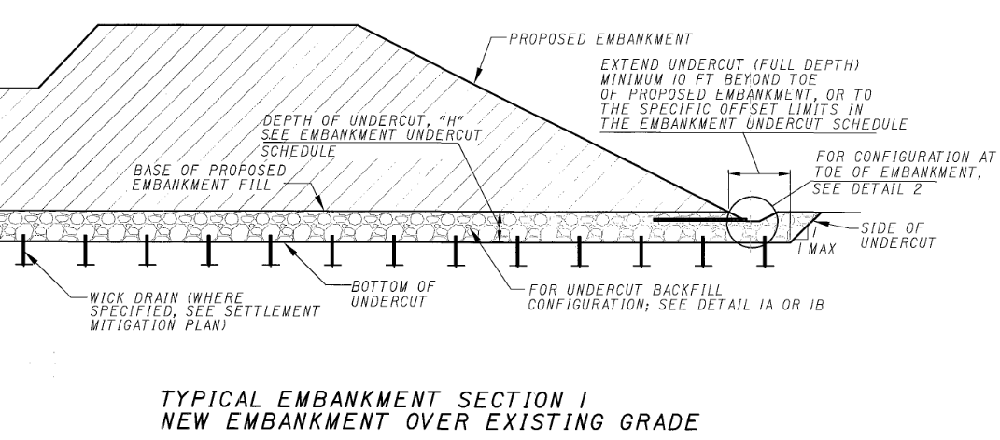 PROPOSED EMBANKMENT
EXTEND UNDERCUT (FULL DEPTH)
MINIMUM 10 FT BEYOND TOE
OF PROPOSED EMBANKMENT, OR TO
THE SPECIFIC OFFSET LIMITS IN
THE EMBANKMENT UNDERCUT SCHEDULE
DEPTH OF UNDERCUT, "H"
SEE EMBANKMENT UNDERCUT
SCHEDULE
FOR CONFIGURATION AT
TOE OF EMBANKMENT,
SEE DETAIL 2
BASE OF PROPOSED
EMBANKMENT FILL
SIDE OF
UNDERCUT
1
1 MAX
WICK DRAIN (WHERE
SPECIFIED, SEE SETTLEMENT
MITIGATION PLAN)
BOTTOM OF
UNDERCUT
FOR UNDERCUT BACKFILL
CONFIGURATION; SEE DETAIL 1A OR 1B
TYPICAL EMBANKMENT SECTION 1
NEW EMBANKMENT OVER EXISTING GRADE